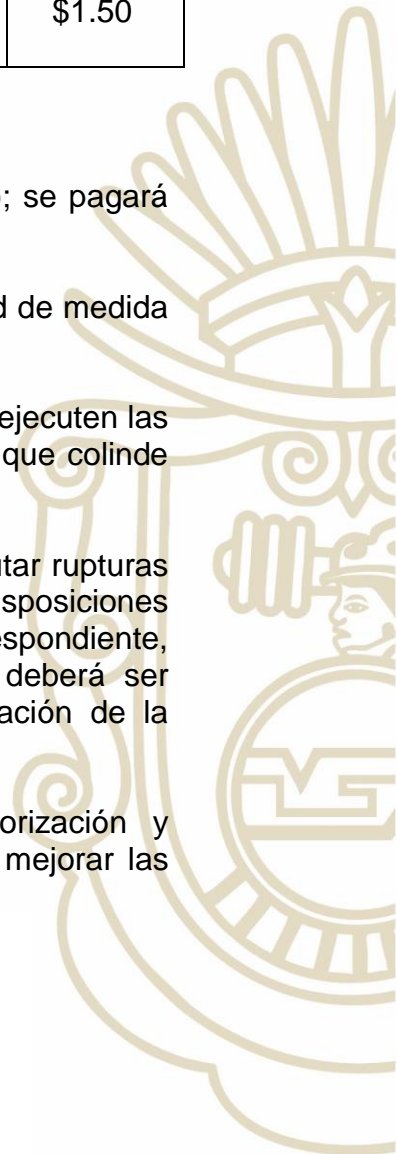 $1.50
; se pagará
d de medida
ejecuten las
que colinde
tar rupturas
sposiciones
espondiente,
deberá ser
ación de la
orización y
mejorar las